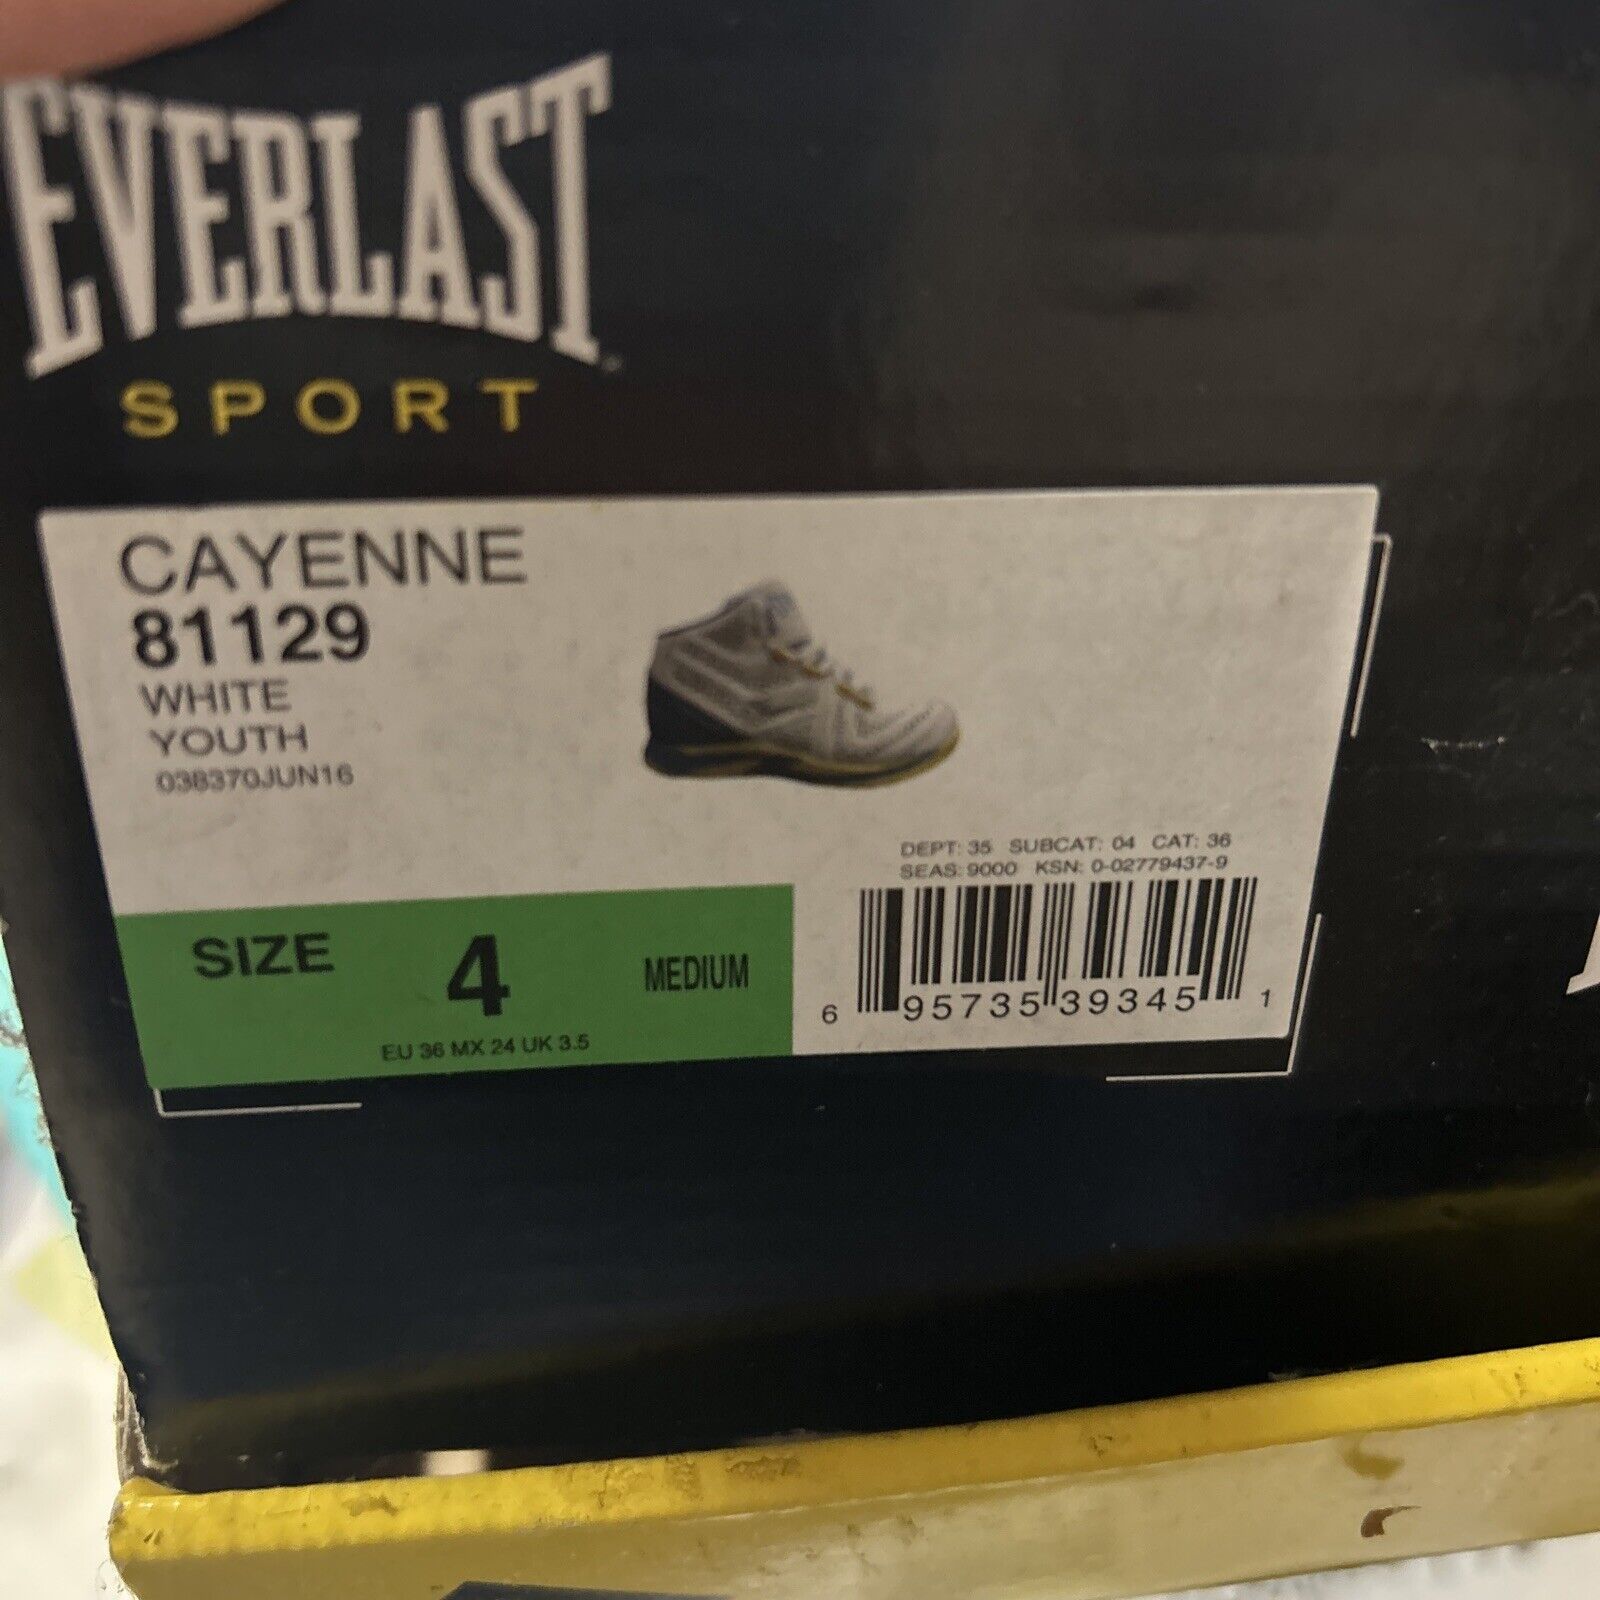 EVERLAST
SPORT
CAYENNE
81129
WHITE
YOUTH
038370JUN16
DEPT: 35 SUBCAT: 04 CAT: 36
SEAS: 9000 KSN: 0-02779437-9
SIZE 4 MEDIUM
EU 36 MX 24 UK 3.5
6 95735 39345 1